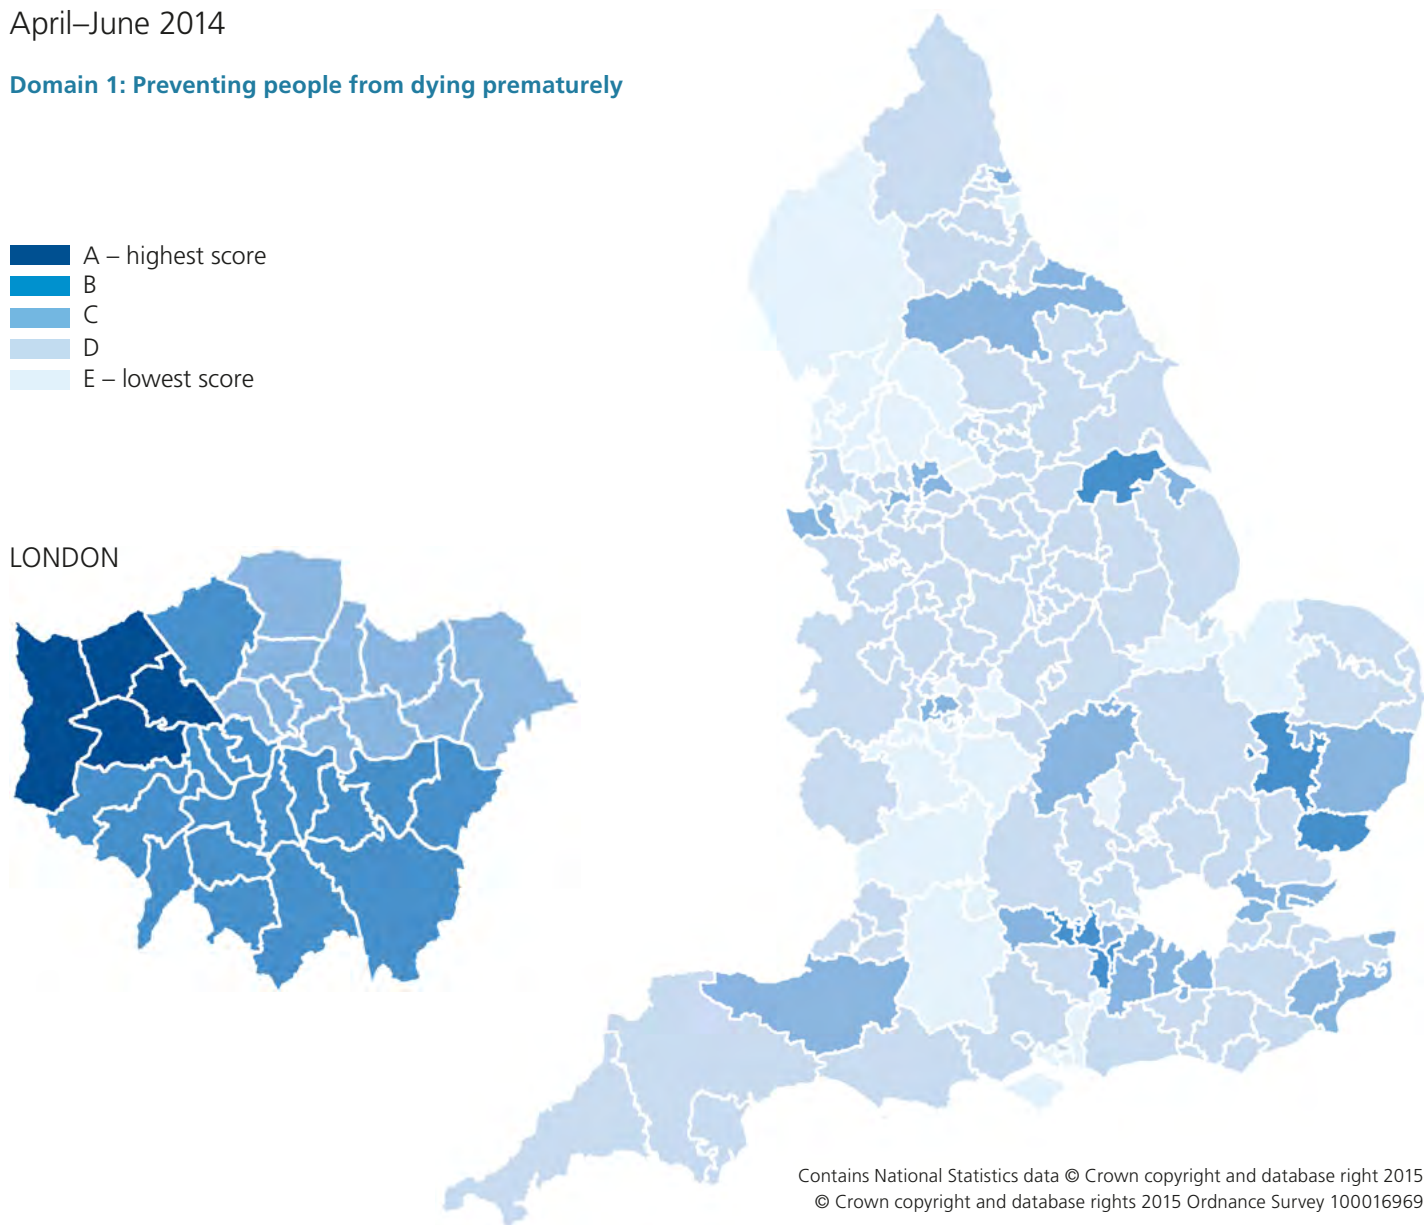 April–June 2014
Domain 1: Preventing people from dying prematurely
A – highest score
B
C
D
E – lowest score
LONDON
Contains National Statistics data © Crown copyright and database right 2015
© Crown copyright and database rights 2015 Ordnance Survey 100016969